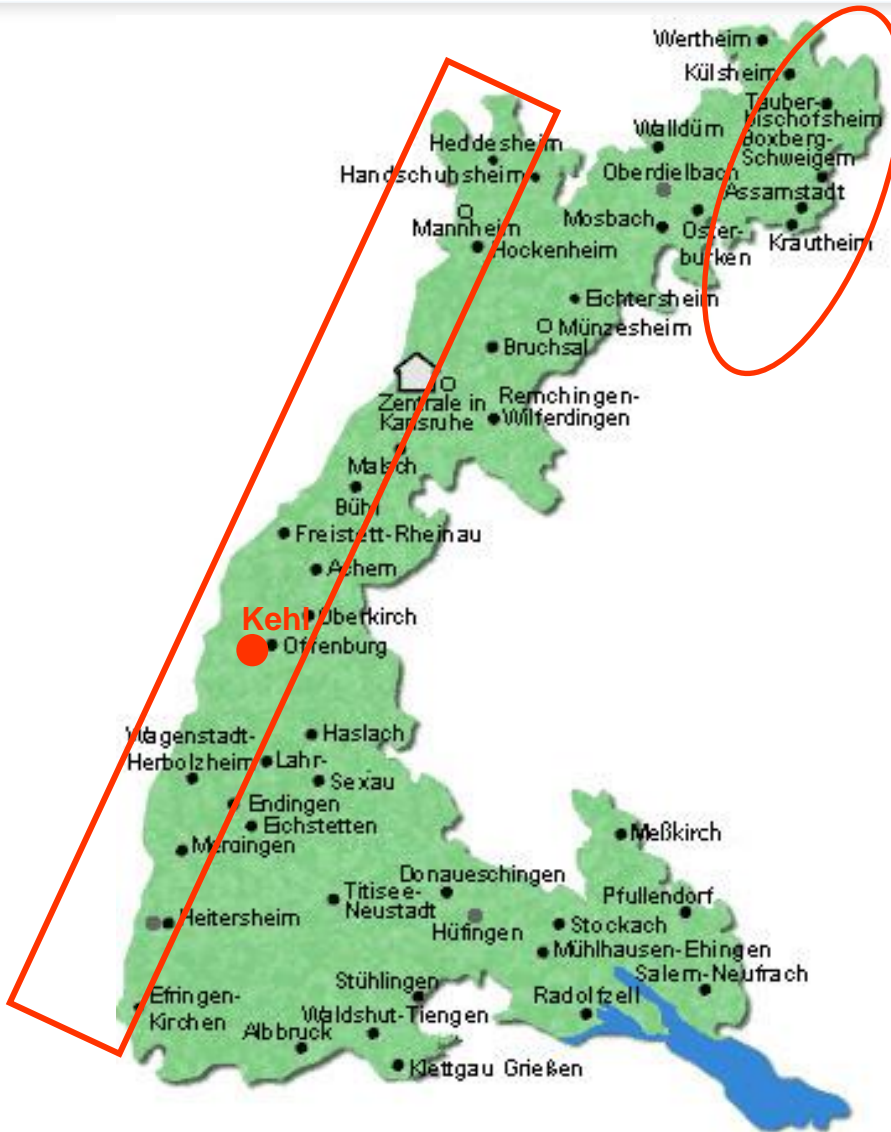 Wertheim
Külsheim
Tauber-
bischofsheim
Walldürn
Boxberg-
Schweigern
Heddesheim
Oberdielbach
Handschuhsheim
Assamstadt
Mannheim
Mosbach
Oster-
burken
Krautheim
Hockenheim
Eichtersheim
Münzesheim
Bruchsal
Zentrale in
Karlsruhe
Remchingen-
Wilferdingen
Malsch
Bühl
Freistett-Rheinau
Achern
Kehl
Oberkirch
Offenburg
Wagenstadt-
Herbolzheim
Haslach
Lahr-
Sexau
Endingen
Eichstetten
Merdingen
Meßkirch
Donaueschingen
Titisee-
Neustadt
Pfullendorf
Heitersheim
Hüfingen
Stockach
Mühlhausen-Ehingen
Salem-Neufrach
Stühlingen
Radolfzell
Efringen-
Kirchen
Waldshut-Tiengen
Albbruck
Klettgau Grießen